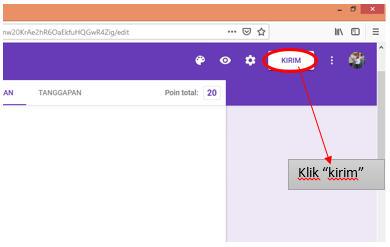 nw20KrAe2hR6OaEkfuHQGwR4Zig/edit
KIRIM
AN TANGGAPAN Poin total: 20
Klik “kirim”